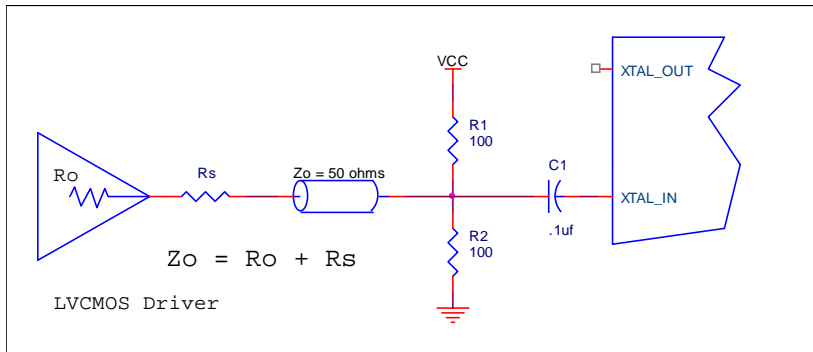 VCC
XTAL_OUT
R1
100
Ro
Rs
Zo = 50 ohms
C1
.1uf
XTAL_IN
R2
100
Zo = Ro + Rs
LVCMOS Driver